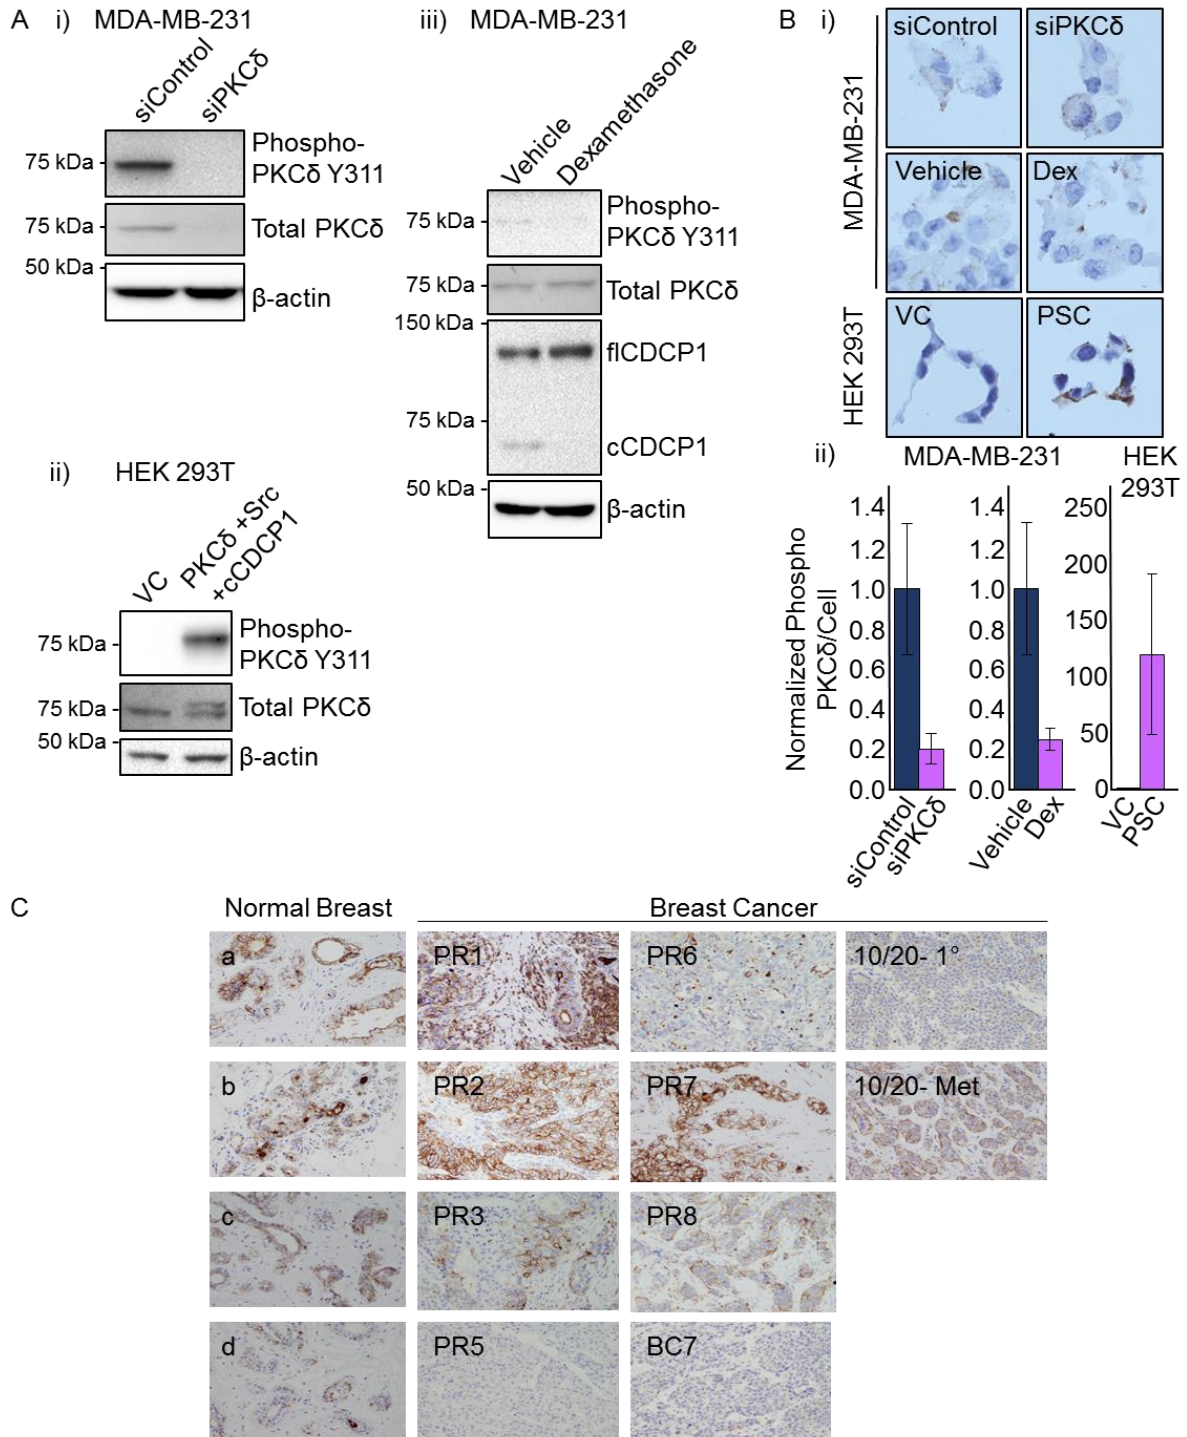 A i) MDA-MB-231
siControl
siPKCδ
75 kDa
Phospho-
PKCδ Y311
75 kDa
Total PKCδ
50 kDa
β-actin
ii) HEK 293T
VC
PKCδ +Src
+cCDCP1
75 kDa
Phospho-
PKCδ Y311
75 kDa
Total PKCδ
50 kDa
β-actin
iii) MDA-MB-231
Vehicle
Dexamethasone
75 kDa
Phospho-
PKCδ Y311
75 kDa
Total PKCδ
150 kDa
flCDCP1
75 kDa
cCDCP1
50 kDa
β-actin
B i)
MDA-MB-231
siControl
siPKCδ
Vehicle
Dex
HEK 293T
VC
PSC
ii) MDA-MB-231
HEK
293T
Normalized Phospho
PKCδ/Cell
1.4
1.2
1.0
0.8
0.6
0.4
0.2
0.0
siControl
siPKCδ
1.4
1.2
1.0
0.8
0.6
0.4
0.2
0.0
Vehicle
Dex
250
200
150
100
50
0
VC
PSC
C
Normal Breast
Breast Cancer
a
PR1
PR6
10/20- 1°
b
PR2
PR7
10/20- Met
c
PR3
PR8
d
PR5
BC7